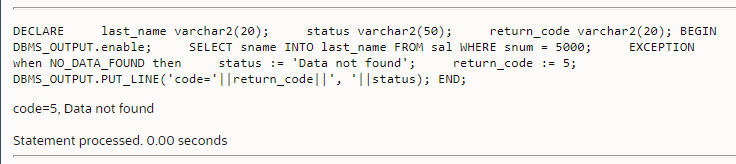 DECLARE     last_name varchar2(20);     status varchar2(50);     return_code varchar2(20); BEGIN
DBMS_OUTPUT.enable;     SELECT sname INTO last_name FROM sal WHERE snum = 5000;     EXCEPTION
when NO_DATA_FOUND then     status := 'Data not found';     return_code := 5;
DBMS_OUTPUT.PUT_LINE('code='||return_code||', '||status); END;
code=5, Data not found
Statement processed. 0.00 seconds